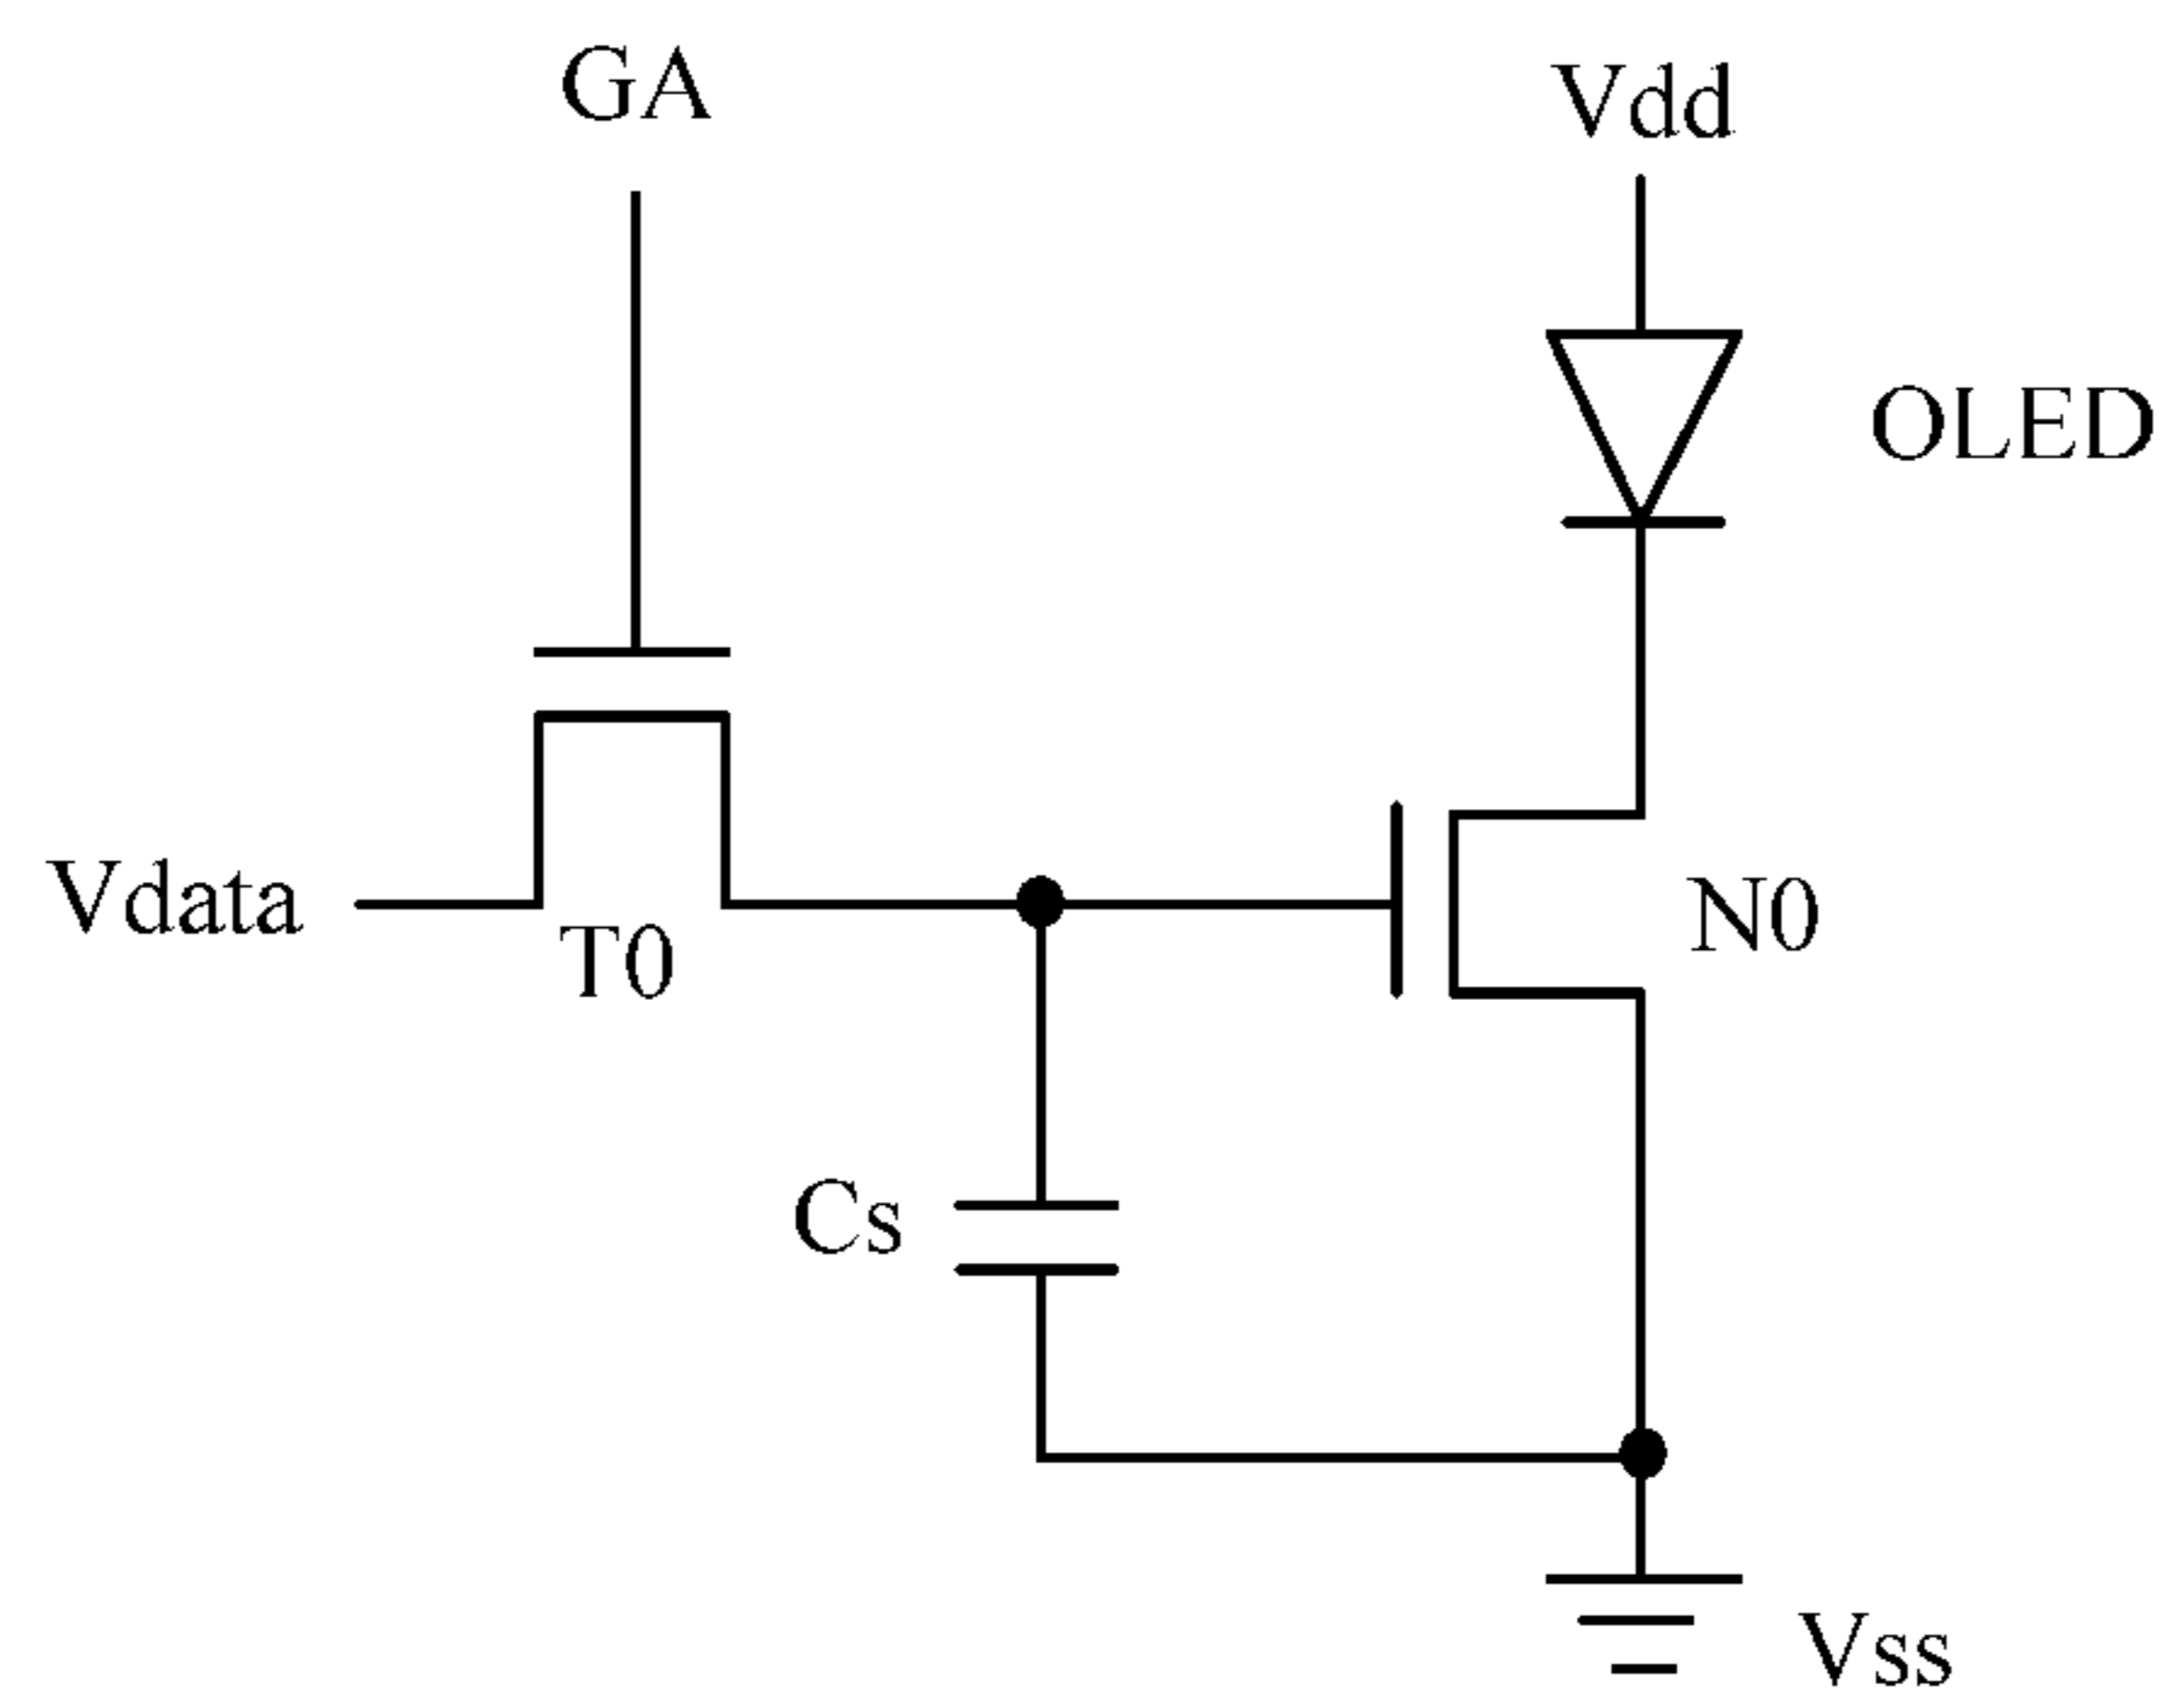 GA
Vdd
OLED
Vdata
T0
N0
Cs
Vss